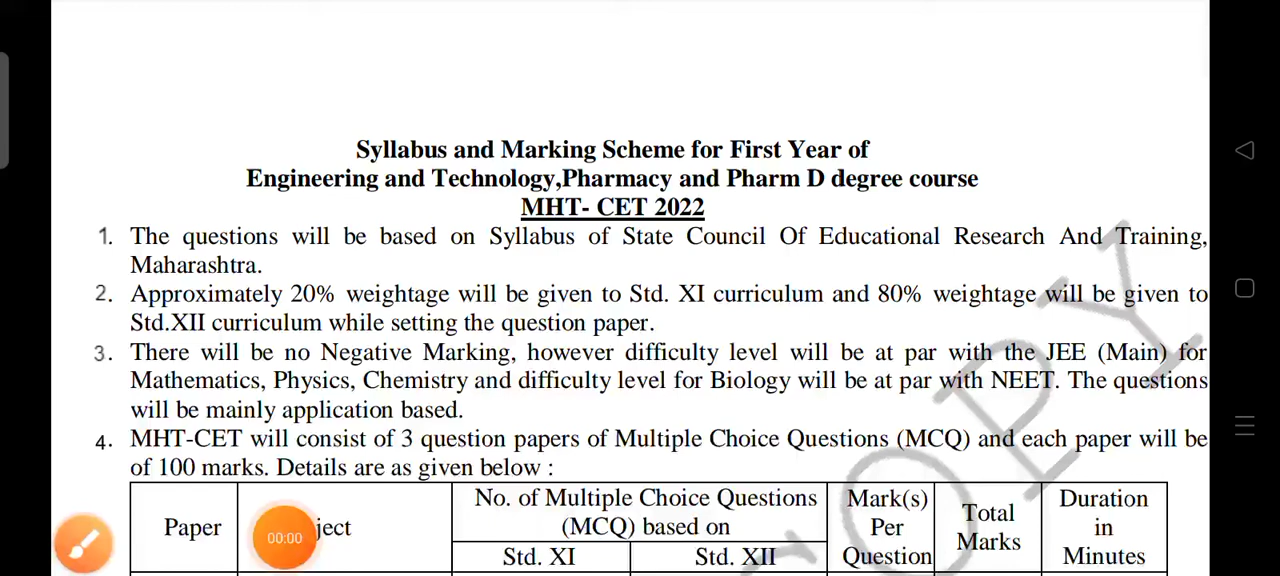 Syllabus and Marking Scheme for First Year of
Engineering and Technology,Pharmacy and Pharm D degree course
MHT- CET 2022
1. The questions will be based on Syllabus of State Council Of Educational Research And Training,
Maharashtra.
2. Approximately 20% weightage will be given to Std. XI curriculum and 80% weightage will be given to
Std.XII curriculum while setting the question paper.
3. There will be no Negative Marking, however difficulty level will be at par with the JEE (Main) for
Mathematics, Physics, Chemistry and difficulty level for Biology will be at par with NEET. The questions
will be mainly application based.
4. MHT-CET will consist of 3 question papers of Multiple Choice Questions (MCQ) and each paper will be
of 100 marks. Details are as given below :
Paper
ject
No. of Multiple Choice Questions
(MCQ) based on
Std. XI
Std. XII
Mark(s)
Per
Question
Total
Marks
Duration
in
Minutes
00:00
OPY